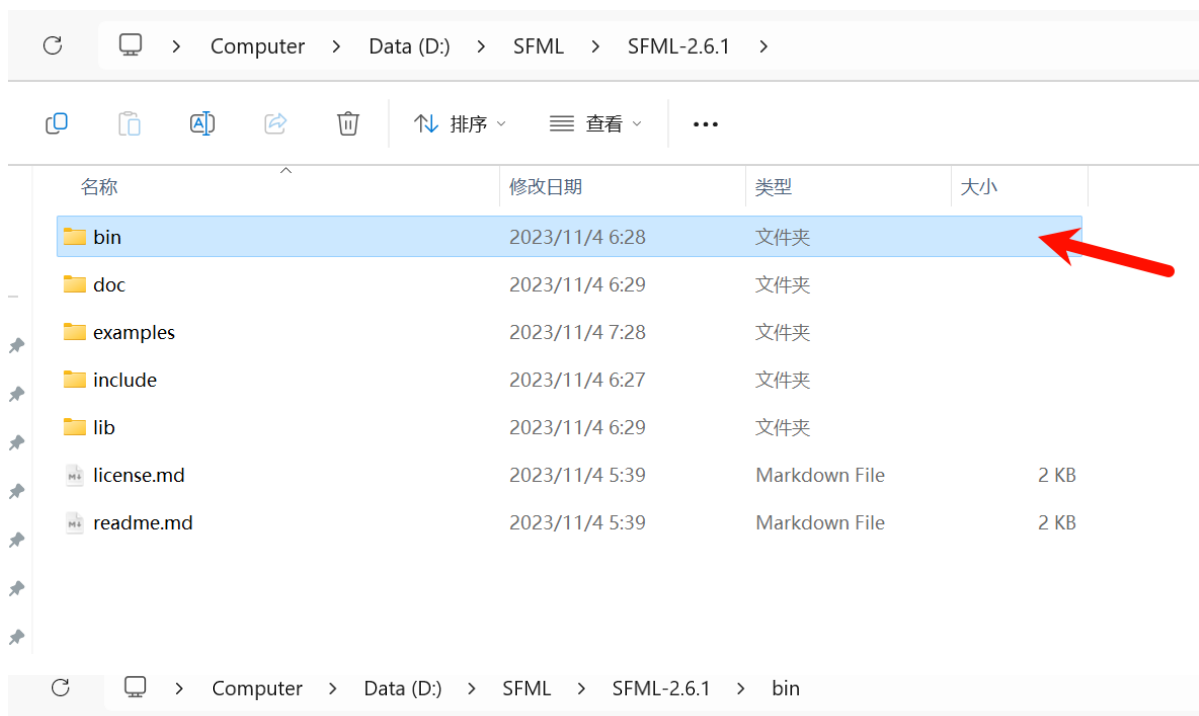 Computer > Data (D:) > SFML > SFML-2.6.1 >
排序 查看
名称 修改日期 类型 大小
bin 2023/11/4 6:28 文件夹
doc 2023/11/4 6:29 文件夹
examples 2023/11/4 7:28 文件夹
include 2023/11/4 6:27 文件夹
lib 2023/11/4 6:29 文件夹
license.md 2023/11/4 5:39 Markdown File 2 KB
readme.md 2023/11/4 5:39 Markdown File 2 KB
Computer > Data (D:) > SFML > SFML-2.6.1 > bin